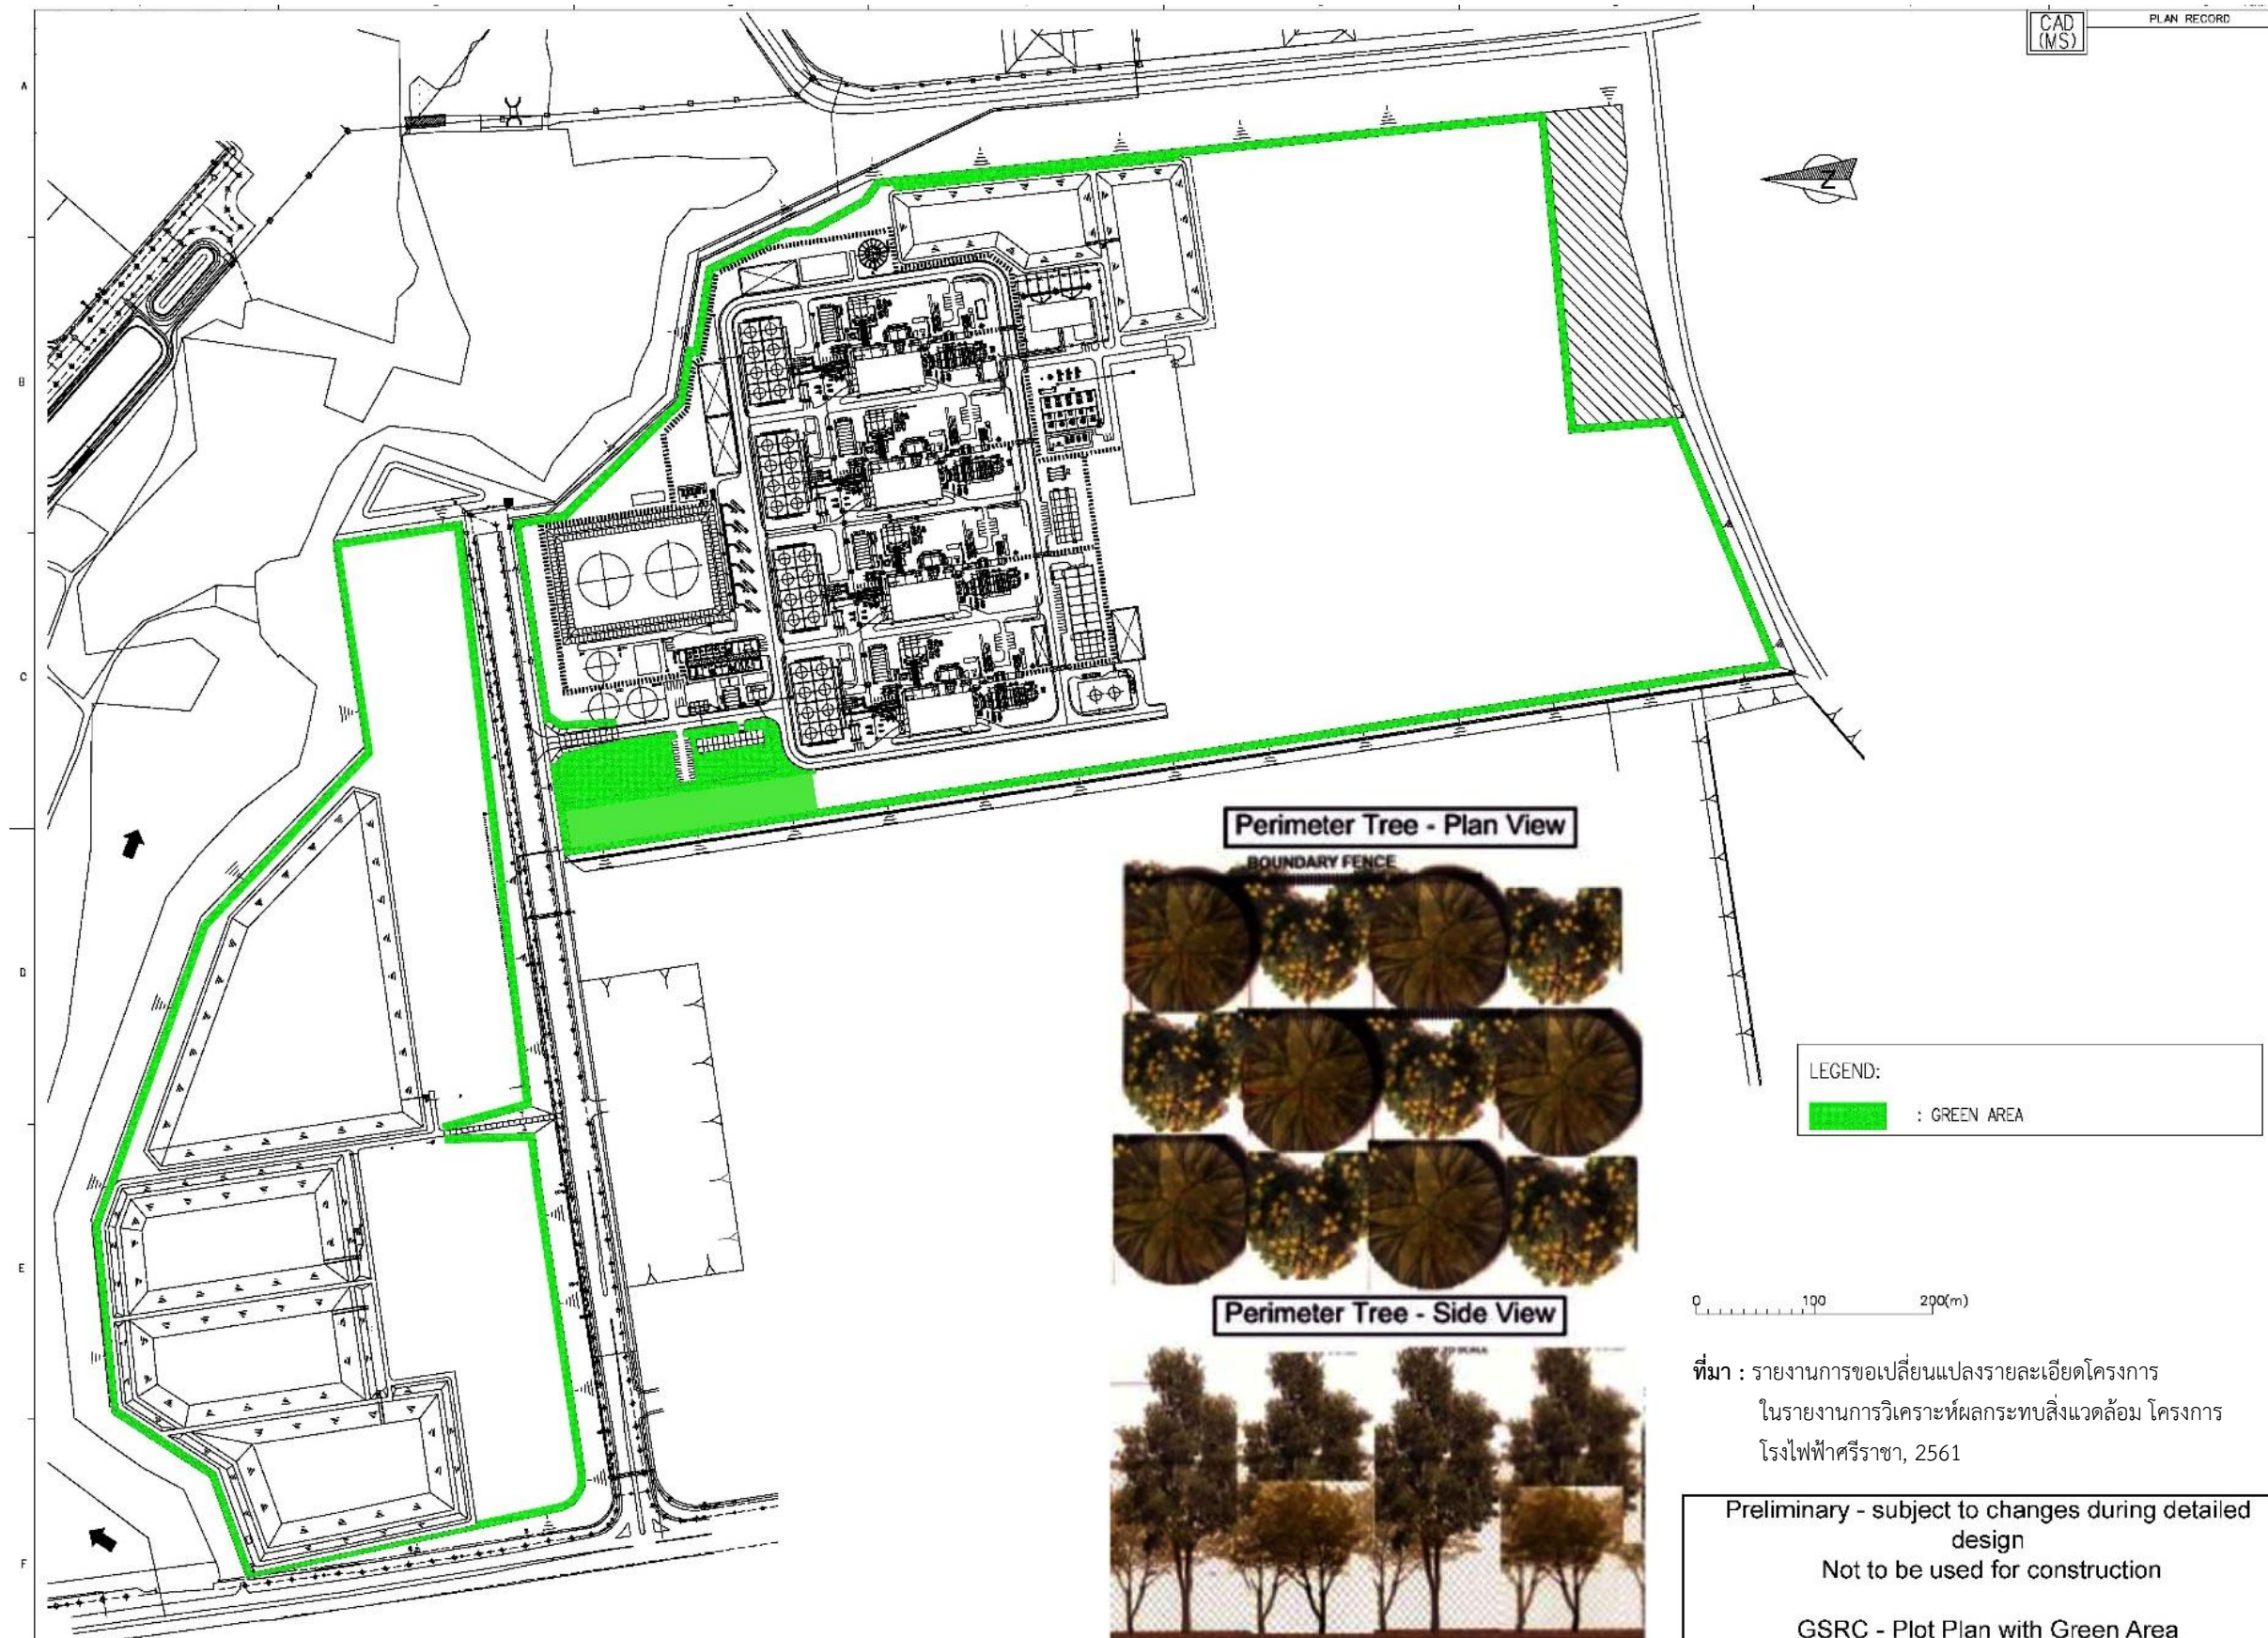 CAD
(MS)
PLAN RECORD
A
B
C
D
E
F
Z
Perimeter Tree - Plan View
BOUNDARY FENCE
Perimeter Tree - Side View
LEGEND:
: GREEN AREA
0 100 200(m)
ที่มา : รายงานการขอเปลี่ยนแปลงรายละเอียดโครงการ
ในรายงานการวิเคราะห์ผลกระทบสิ่งแวดล้อม โครงการ
โรงไฟฟ้าศรีราชา, 2561
Preliminary - subject to changes during detailed
design
Not to be used for construction
GSRC - Plot Plan with Green Area